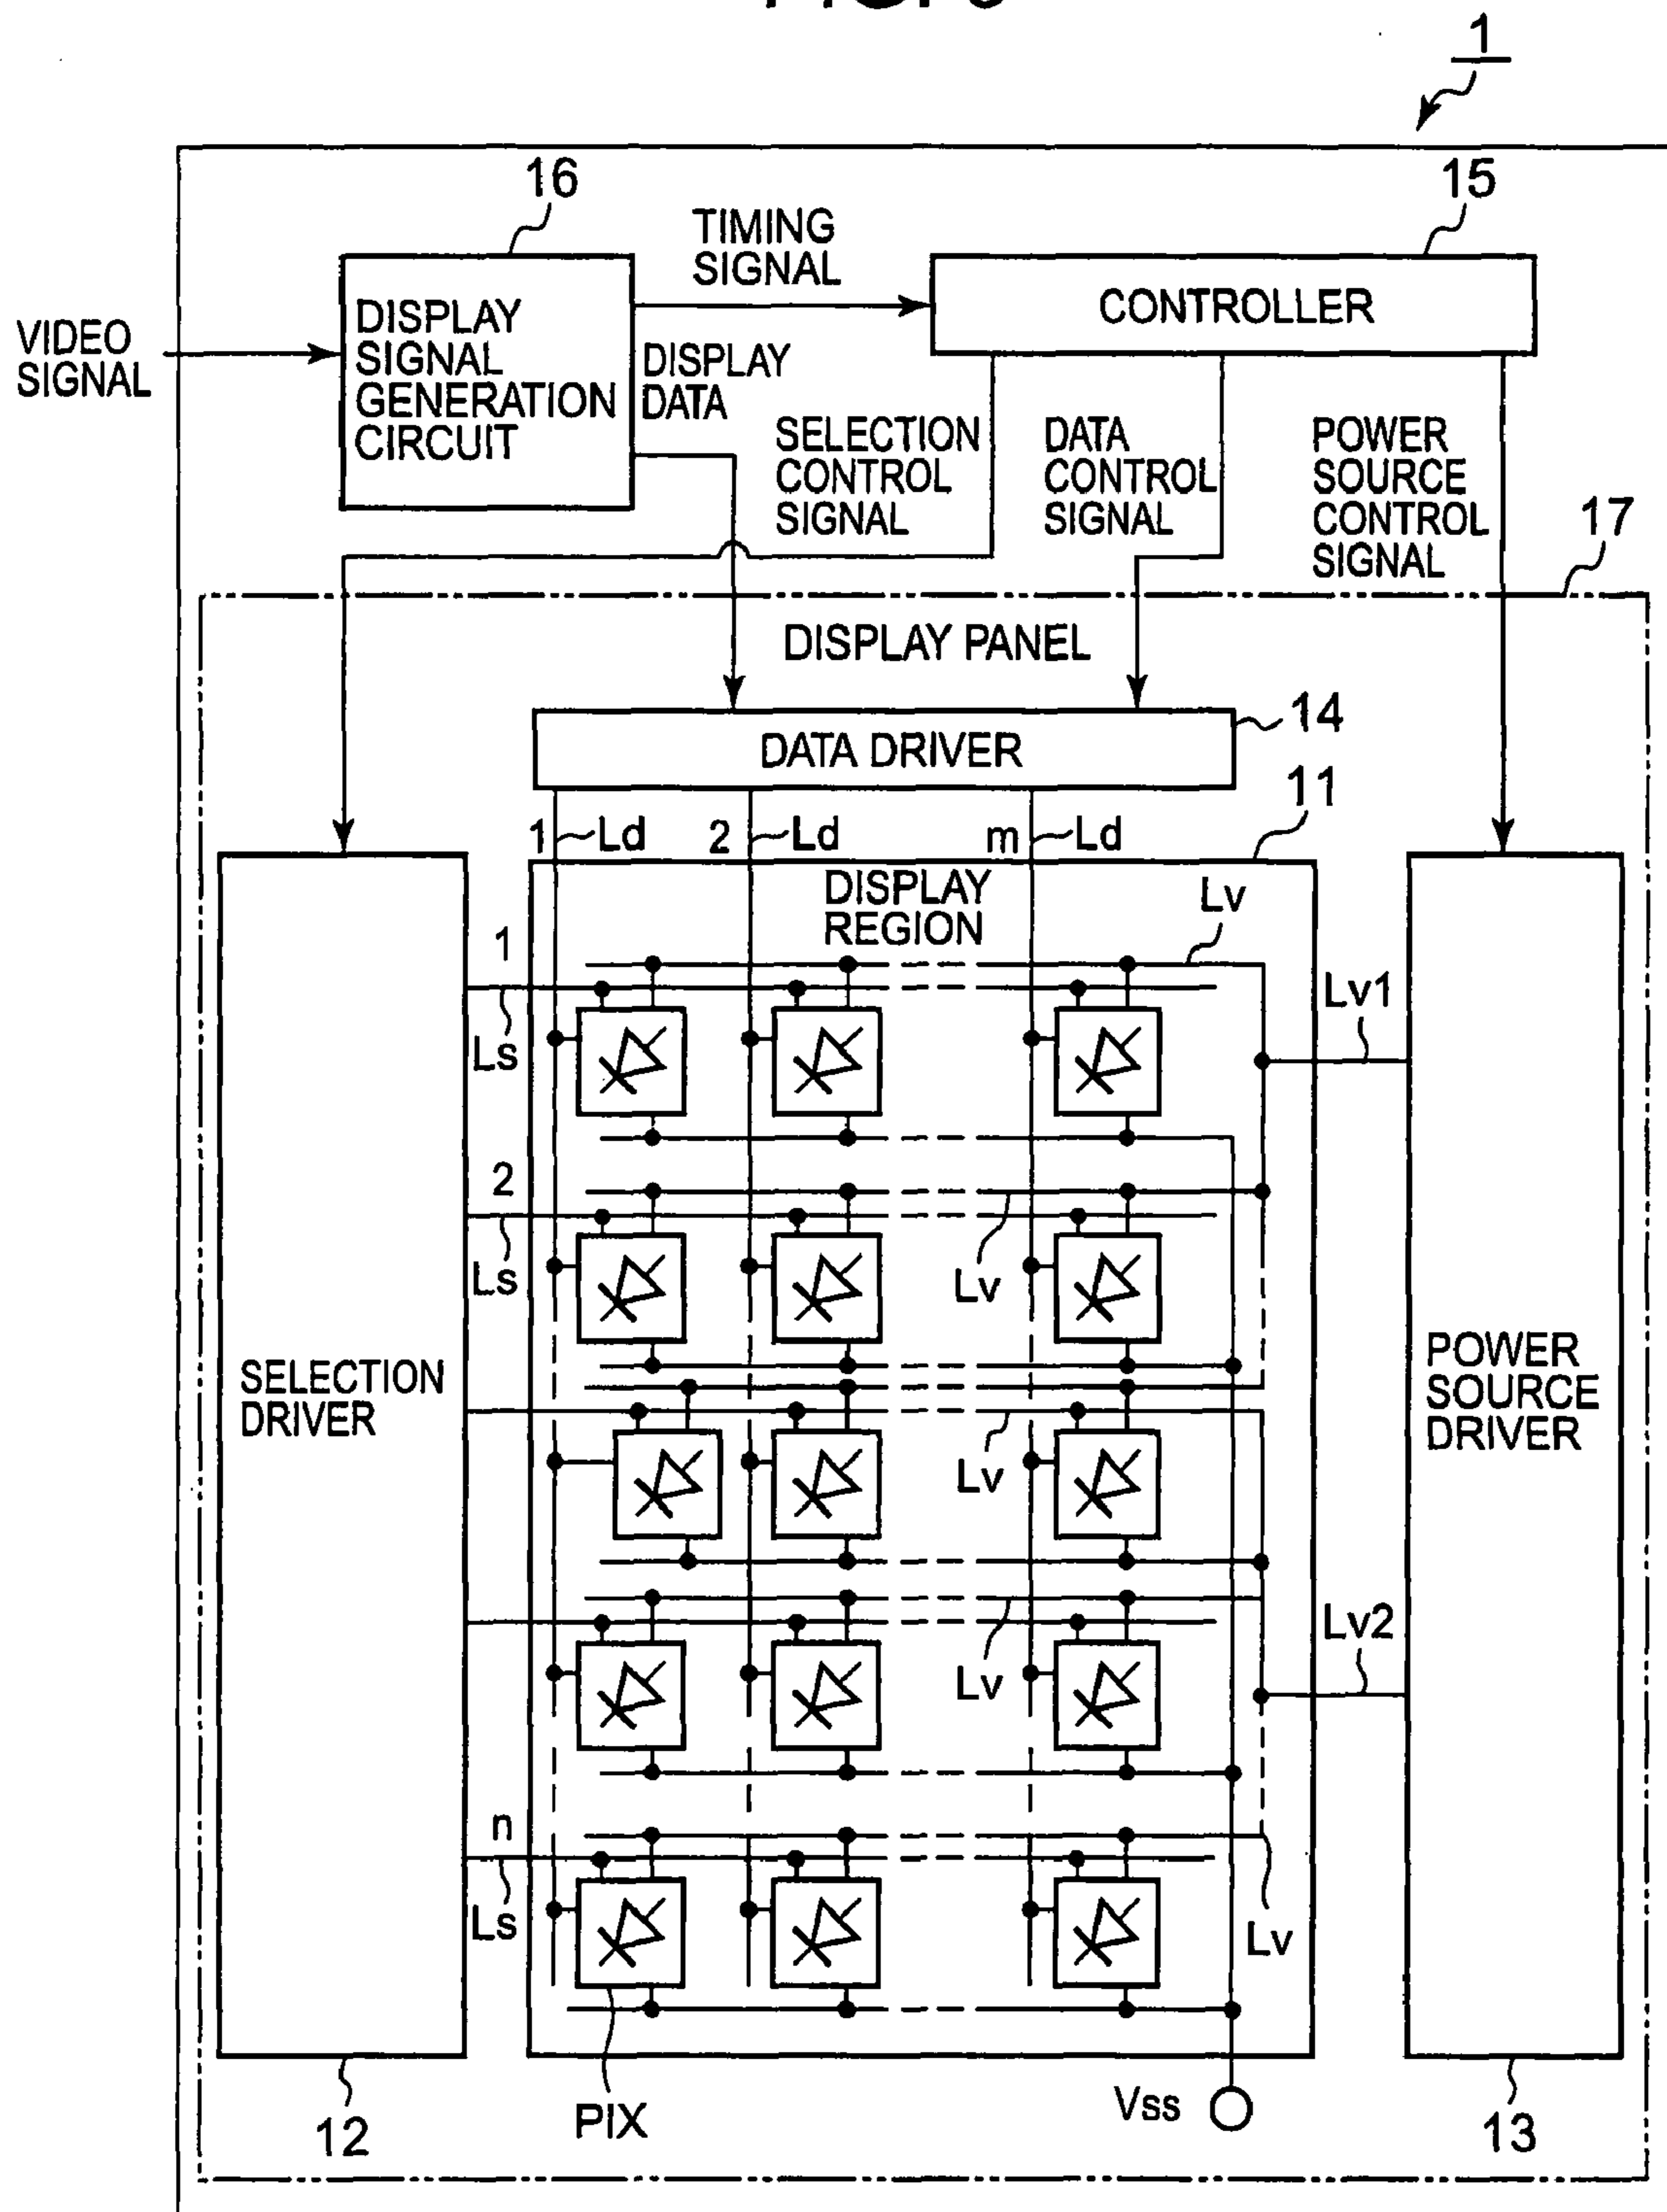 1
16
15
TIMING
SIGNAL
CONTROLLER
VIDEO
SIGNAL
DISPLAY
SIGNAL
GENERATION
CIRCUIT
DISPLAY
DATA
SELECTION
CONTROL
SIGNAL
DATA
CONTROL
SIGNAL
POWER
SOURCE
CONTROL
SIGNAL
17
DISPLAY PANEL
14
DATA DRIVER
11
1 Ld 2 Ld m Ld
DISPLAY
REGION
Lv
1
Lv1
Ls
2
Ls
Lv
SELECTION
DRIVER
POWER
SOURCE
DRIVER
Lv
Lv2
Lv
n
Ls
Lv
PIX
Vss
12
13